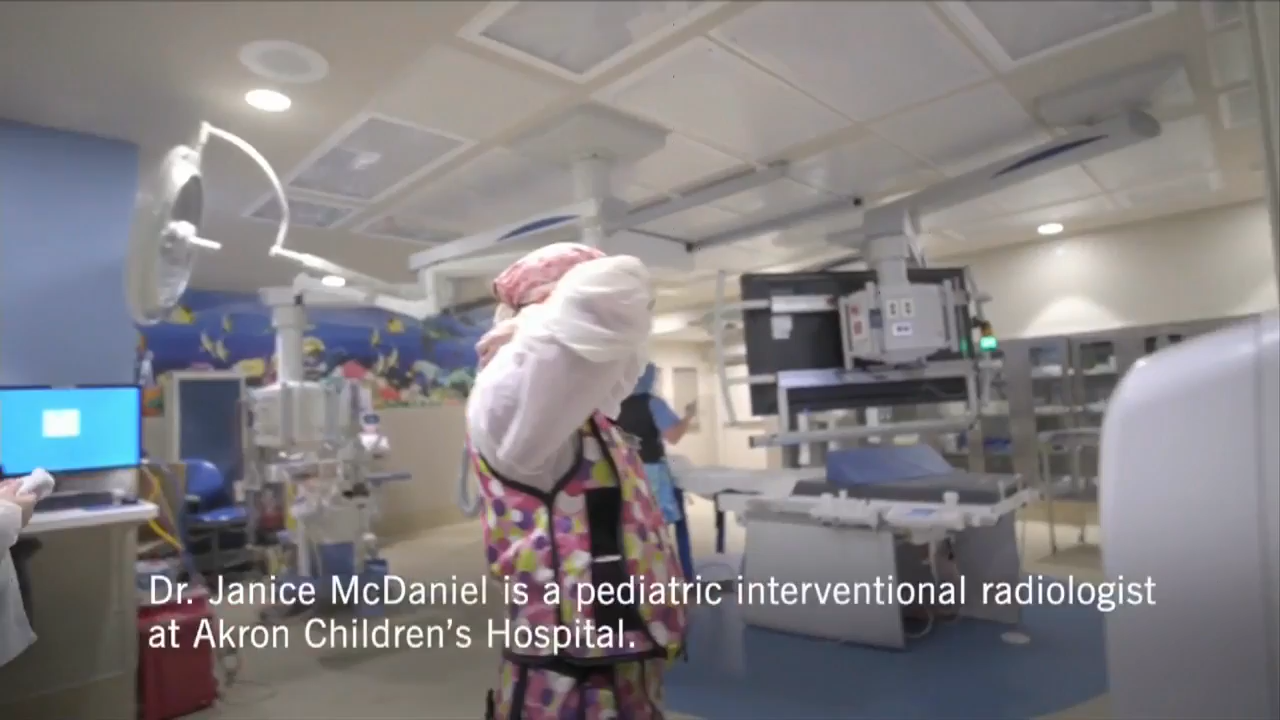 Dr. Janice McDaniel is a pediatric interventional radiologist
at Akron Children's Hospital.